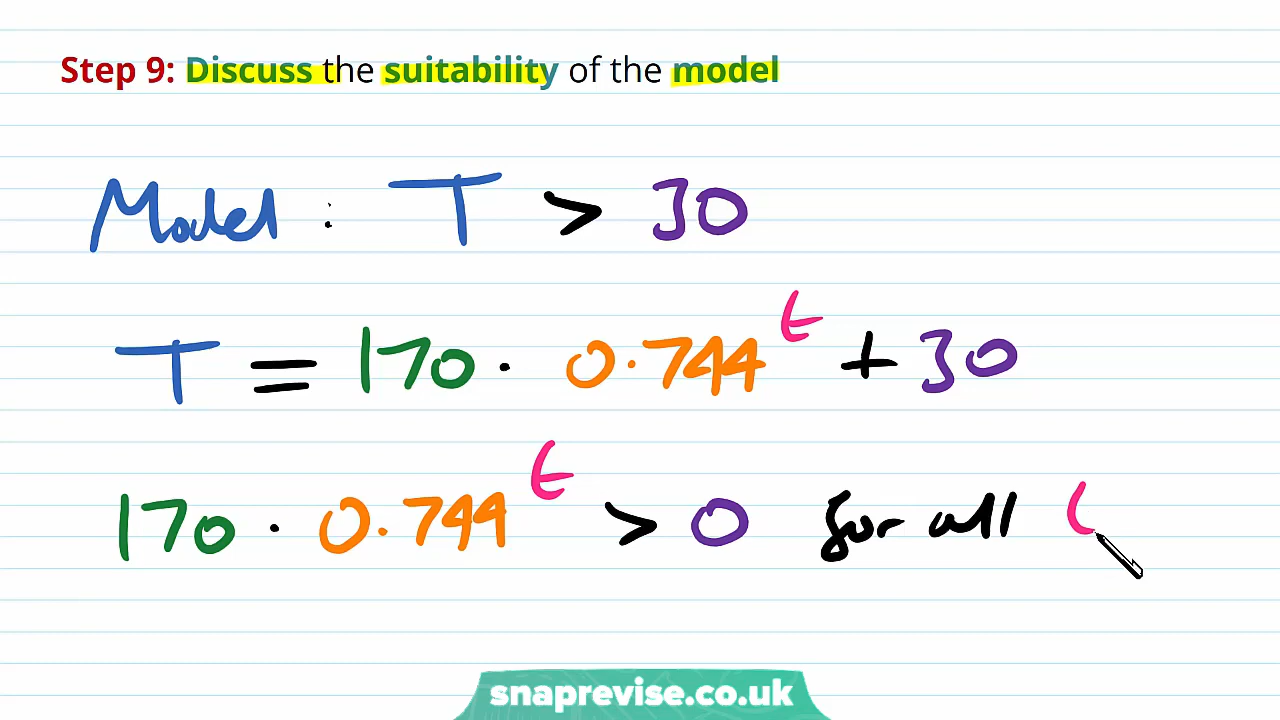 Step 9: Discuss the suitability of the model
Model : T > 30
T = 170 · 0.744^t + 30
170 · 0.744^t > 0 for all
snaprevise.co.uk